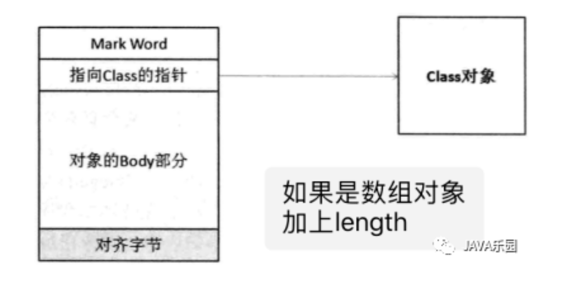 Mark Word
指向Class的指针
Class对象
对象的Body部分
如果是数组对象
加上length
对齐字节
JAVA乐园